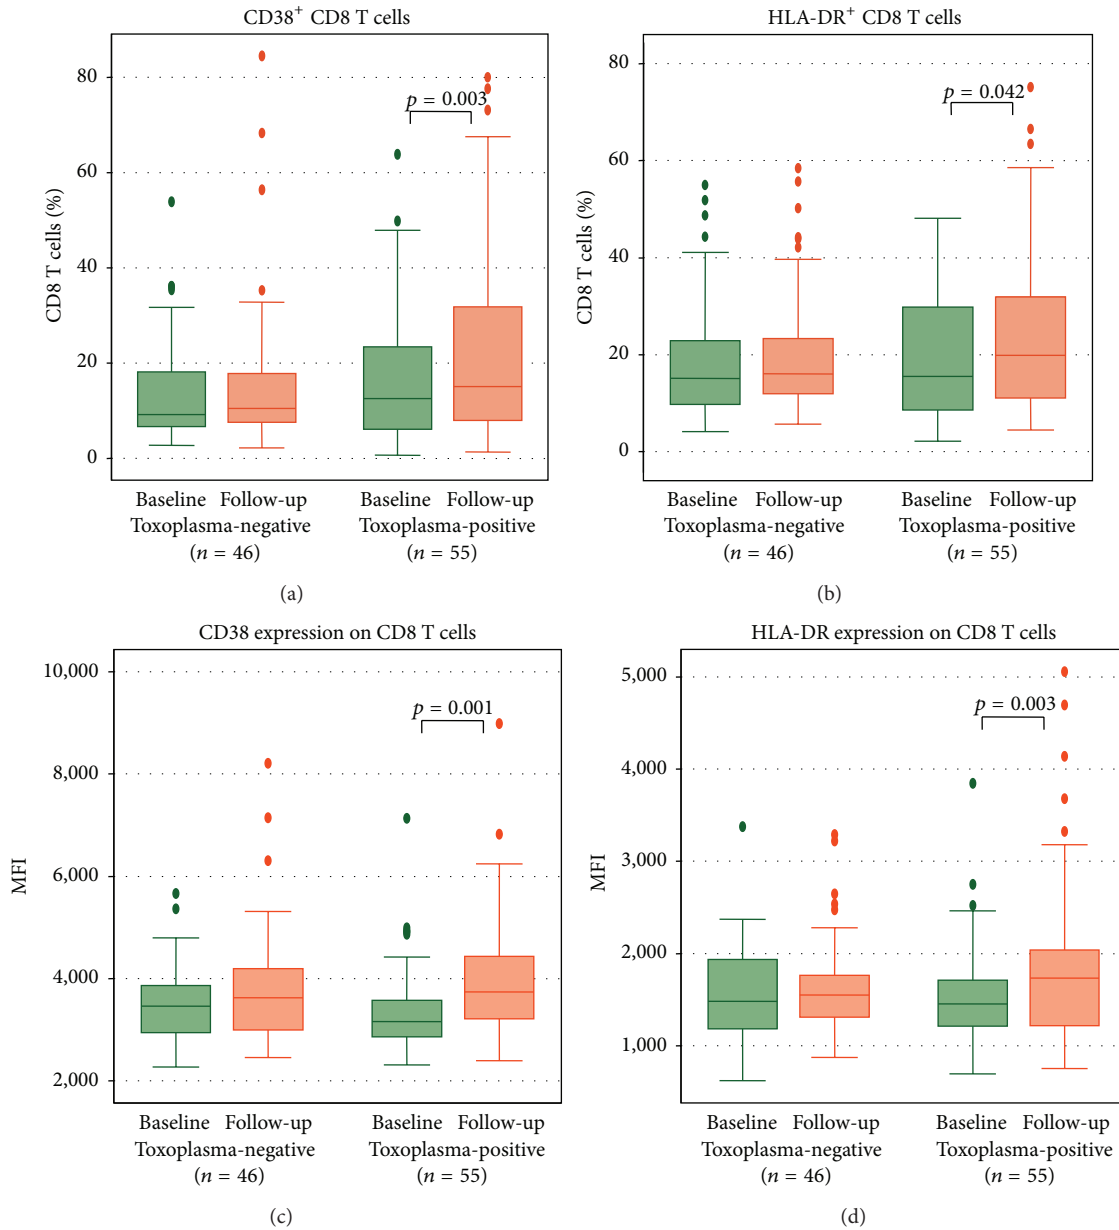 CD38⁺ CD8 T cells
CD8 T cells (%)
80
60
40
20
0
p = 0.003
Baseline Follow-up Baseline Follow-up
Toxoplasma-negative Toxoplasma-positive
(n = 46) (n = 55)
(a)
HLA-DR⁺ CD8 T cells
CD8 T cells (%)
80
60
40
20
0
p = 0.042
Baseline Follow-up Baseline Follow-up
Toxoplasma-negative Toxoplasma-positive
(n = 46) (n = 55)
(b)
CD38 expression on CD8 T cells
MFI
10,000
8,000
6,000
4,000
2,000
p = 0.001
Baseline Follow-up Baseline Follow-up
Toxoplasma-negative Toxoplasma-positive
(n = 46) (n = 55)
(c)
HLA-DR expression on CD8 T cells
MFI
5,000
4,000
3,000
2,000
1,000
p = 0.003
Baseline Follow-up Baseline Follow-up
Toxoplasma-negative Toxoplasma-positive
(n = 46) (n = 55)
(d)